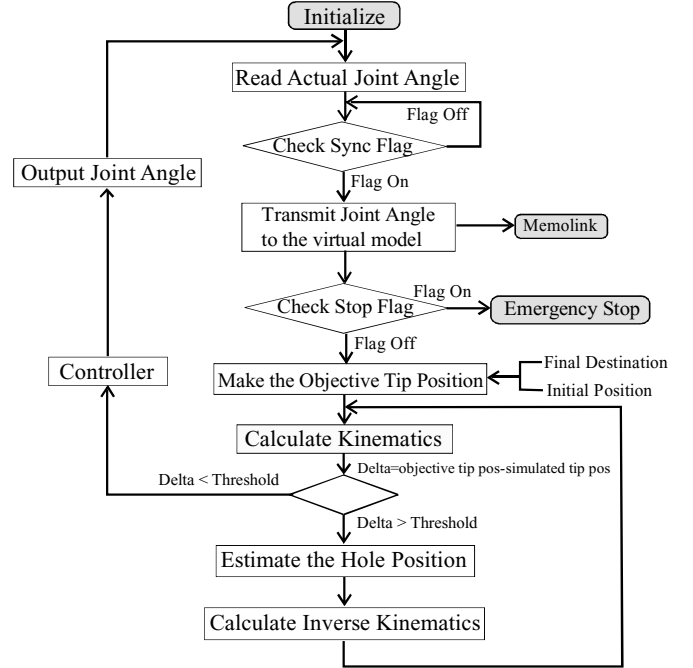 Initialize
Read Actual Joint Angle
Flag Off
Check Sync Flag
Output Joint Angle
Flag On
Transmit Joint Angle
to the virtual model
Memolink
Flag On
Check Stop Flag
Emergency Stop
Flag Off
Controller
Make the Objective Tip Position
Final Destination
Initial Position
Calculate Kinematics
Delta=objective tip pos-simulated tip pos
Delta < Threshold
Delta > Threshold
Estimate the Hole Position
Calculate Inverse Kinematics